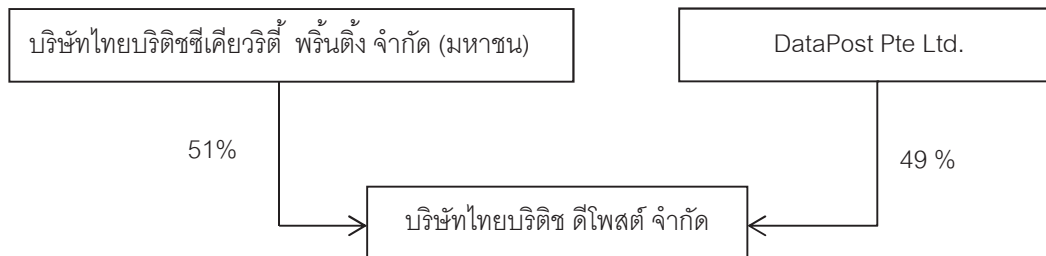 บริษัทไทยบริติชซีเคียวริตี้ พริ้นติ้ง จำกัด (มหาชน)
DataPost Pte Ltd.
51%
49 %
บริษัทไทยบริติช ดีโพสต์ จำกัด